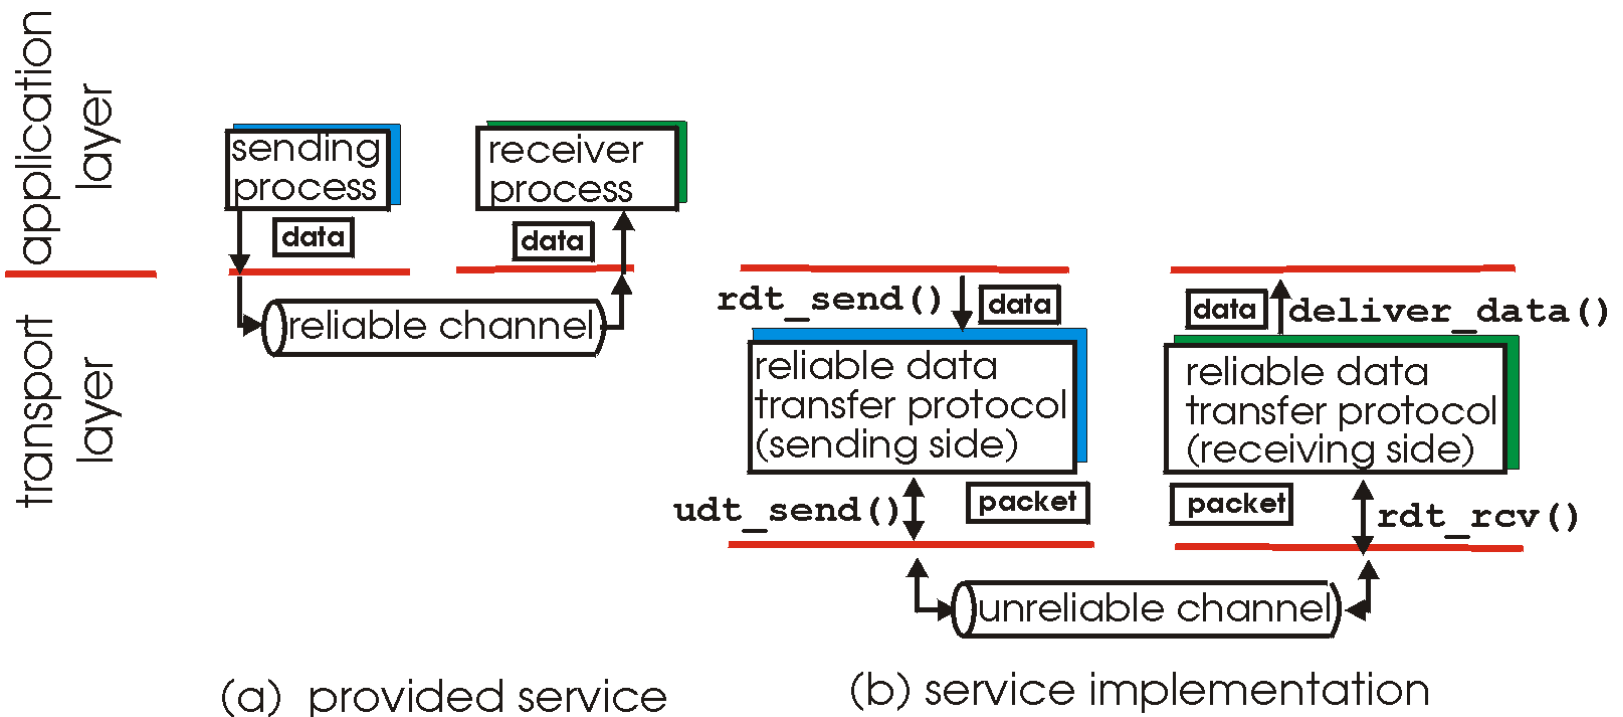 application
layer
transport
layer
sending
process
receiver
process
data
data
reliable channel
(a) provided service
rdt_send()
data
data
deliver_data()
reliable data
transfer protocol
(sending side)
reliable data
transfer protocol
(receiving side)
udt_send()
packet
packet
rdt_rcv()
unreliable channel
(b) service implementation